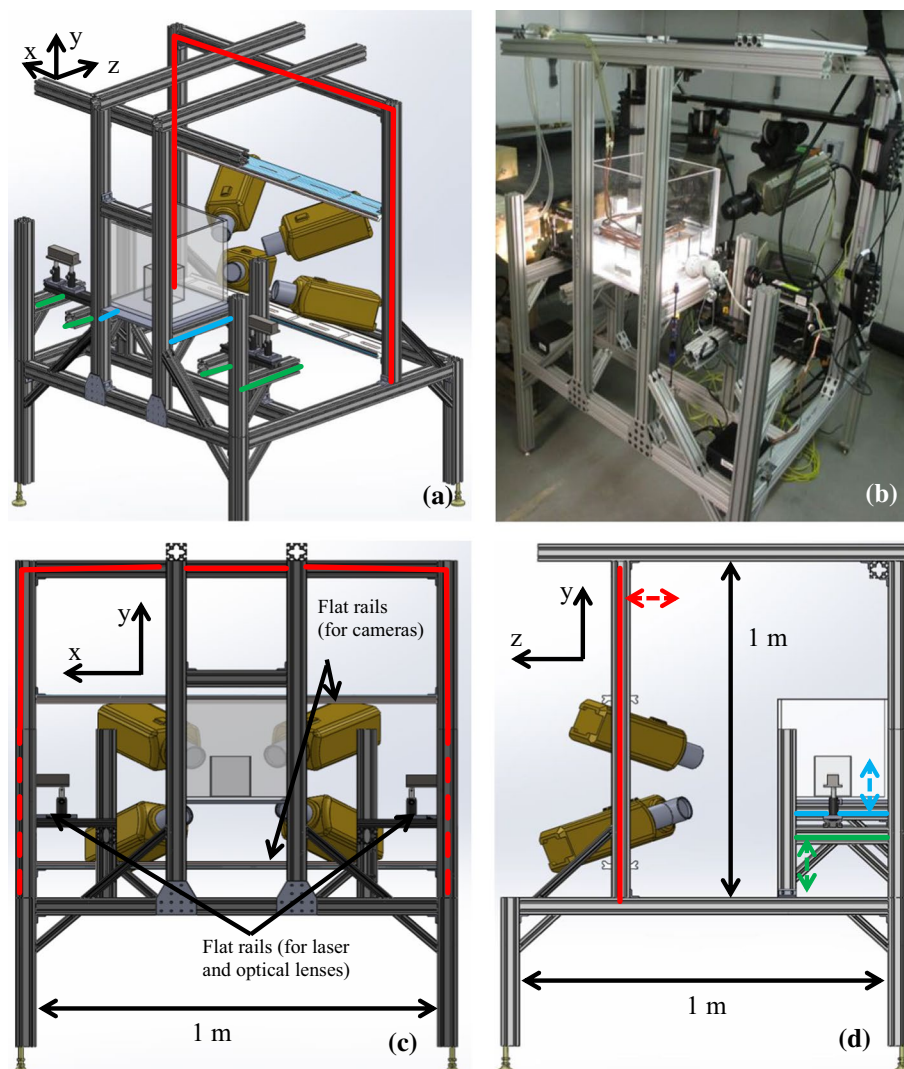 y
x
z
(a)
(b)
Flat rails
(for cameras)
y
x
Flat rails (for laser
and optical lenses)
1 m
(c)
y
z
1 m
1 m
(d)